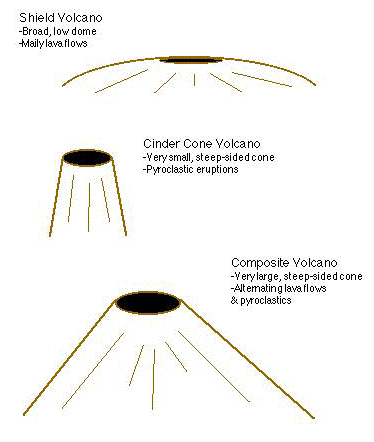 Shield Volcano
-Broad, low dome
-Maily lava flows
Cinder Cone Volcano
-Very small, steep-sided cone
-Pyroclastic eruptions
Composite Volcano
-Very large, steep-sided cone
-Alternating lava flows
& pyroclastics